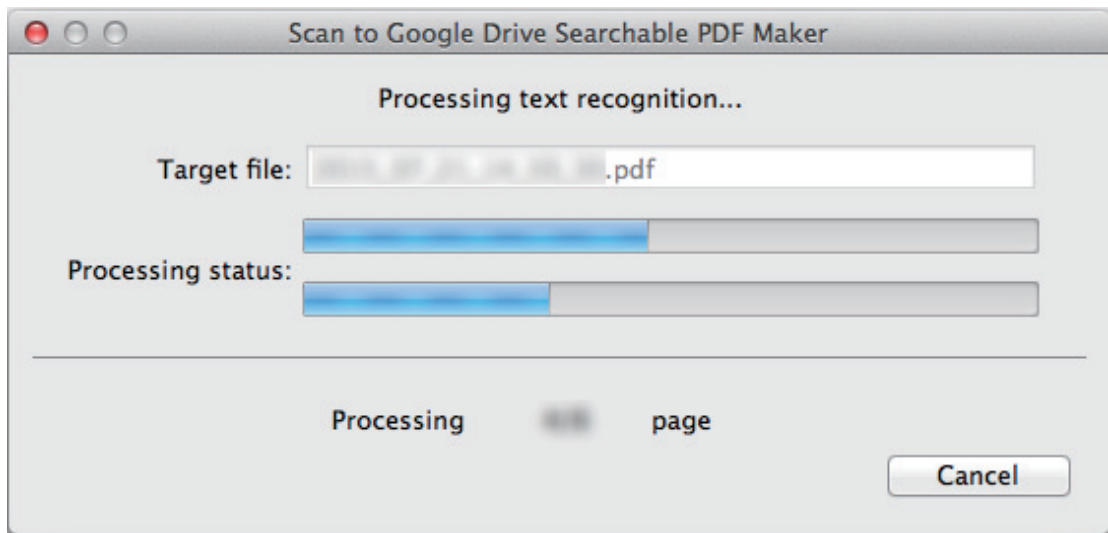 Scan to Google Drive Searchable PDF Maker
Processing text recognition...
Target file: .pdf
Processing status:
Processing page
Cancel